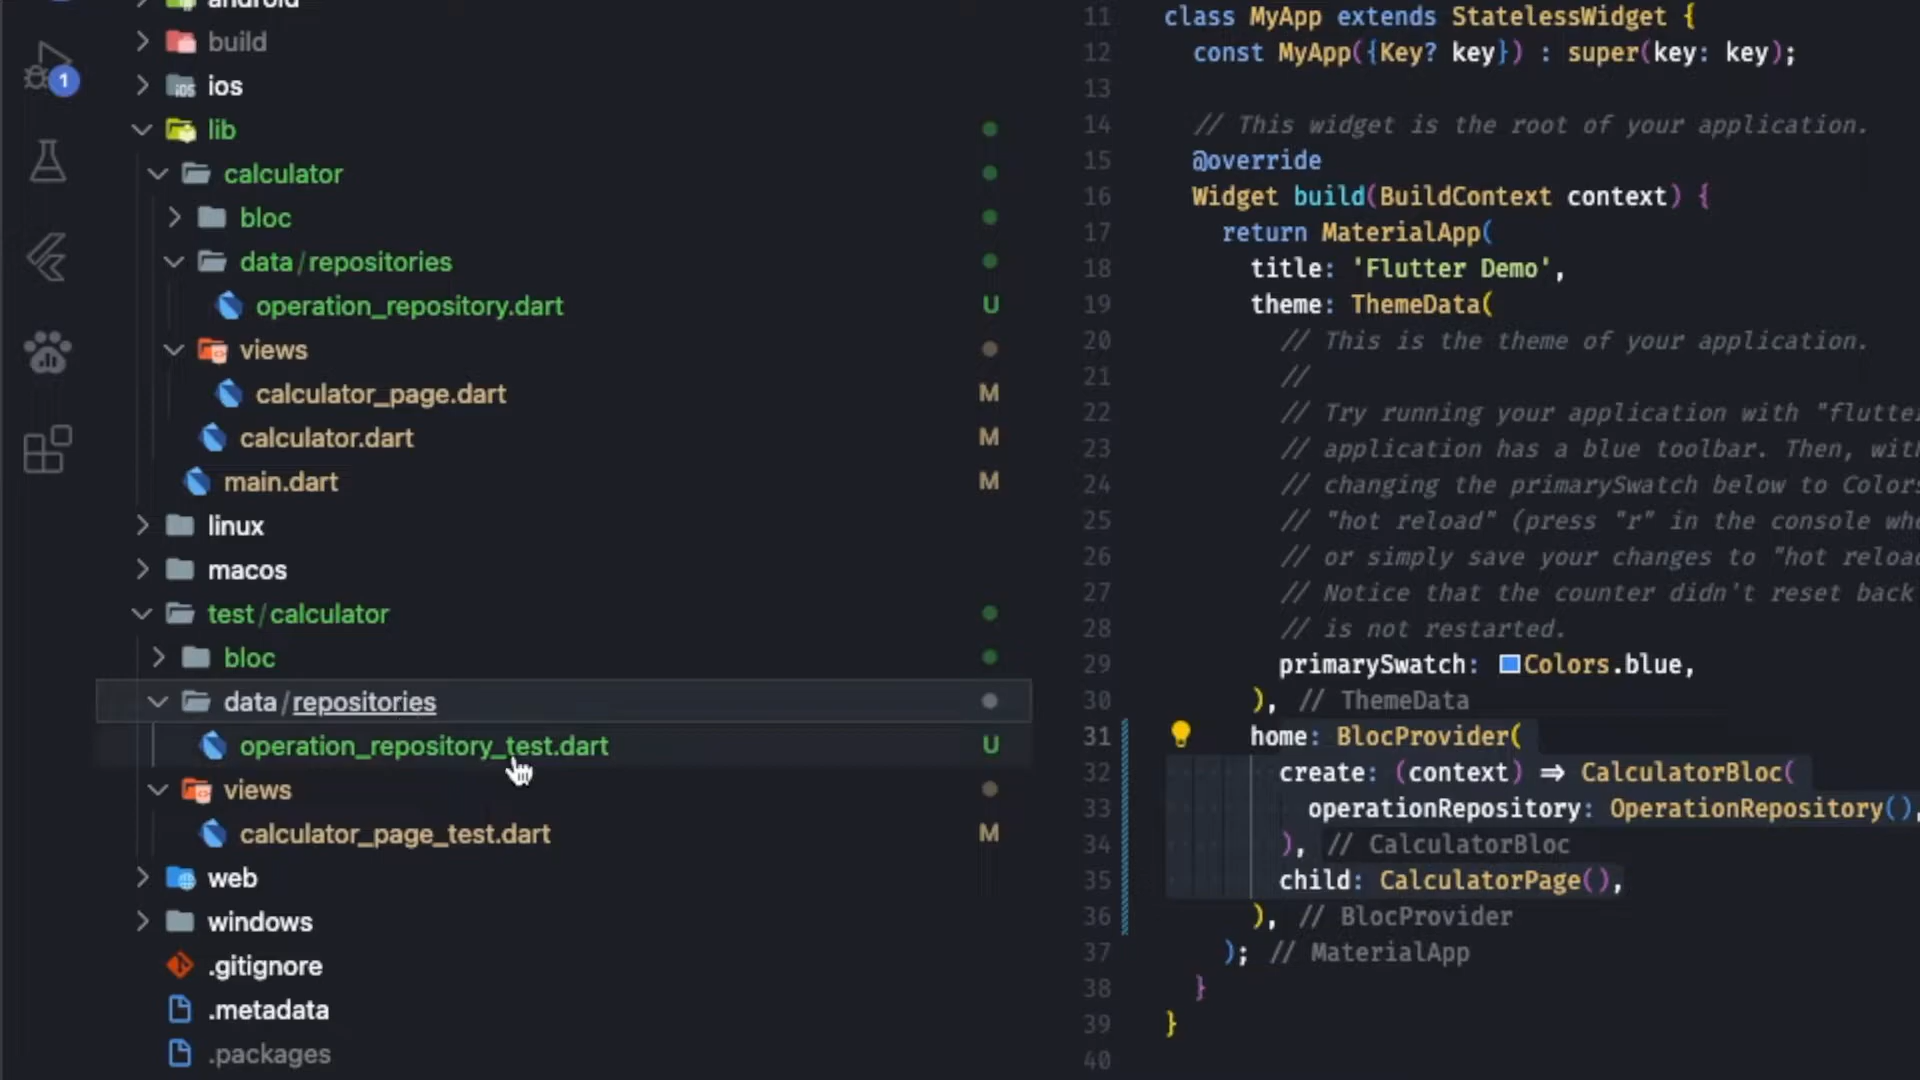 android
build
1
ios
lib
calculator
bloc
data/repositories
operation_repository.dart U
views
calculator_page.dart M
calculator.dart M
main.dart M
linux
macos
test/calculator
bloc
data/repositories
operation_repository_test.dart U
views
calculator_page_test.dart M
web
windows
.gitignore
.metadata
.packages
11 class MyApp extends StatelessWidget {
12 const MyApp({Key? key}) : super(key: key);
13
14 // This widget is the root of your application.
15 @override
16 Widget build(BuildContext context) {
17 return MaterialApp(
18 title: 'Flutter Demo',
19 theme: ThemeData(
20 // This is the theme of your application.
21 //
22 // Try running your application with "flutte
23 // application has a blue toolbar. Then, wit
24 // changing the primarySwatch below to Colors
25 // "hot reload" (press "r" in the console whe
26 // or simply save your changes to "hot reloa
27 // Notice that the counter didn't reset back
28 // is not restarted.
29 primarySwatch: Colors.blue,
30 ), // ThemeData
31 home: BlocProvider(
32 create: (context) => CalculatorBloc(
33 operationRepository: OperationRepository(),
34 ), // CalculatorBloc
35 child: CalculatorPage(),
36 ), // BlocProvider
37 ); // MaterialApp
38 }
39 }
40